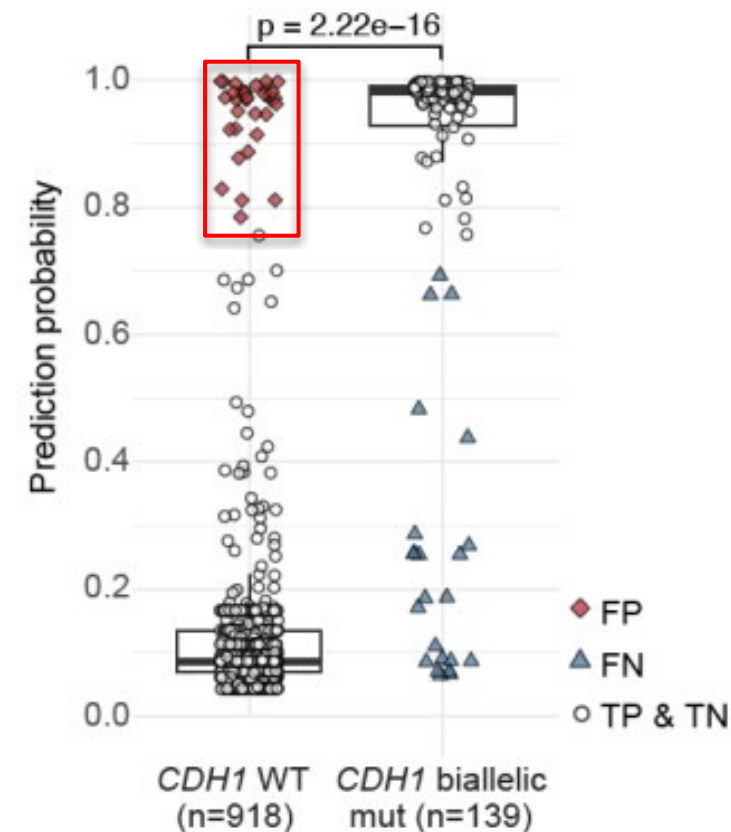 p = 2.22e−16
Prediction probability
1.0
0.8
0.6
0.4
0.2
0.0
FP
FN
TP & TN
CDH1 WT
(n=918)
CDH1 biallelic
mut (n=139)